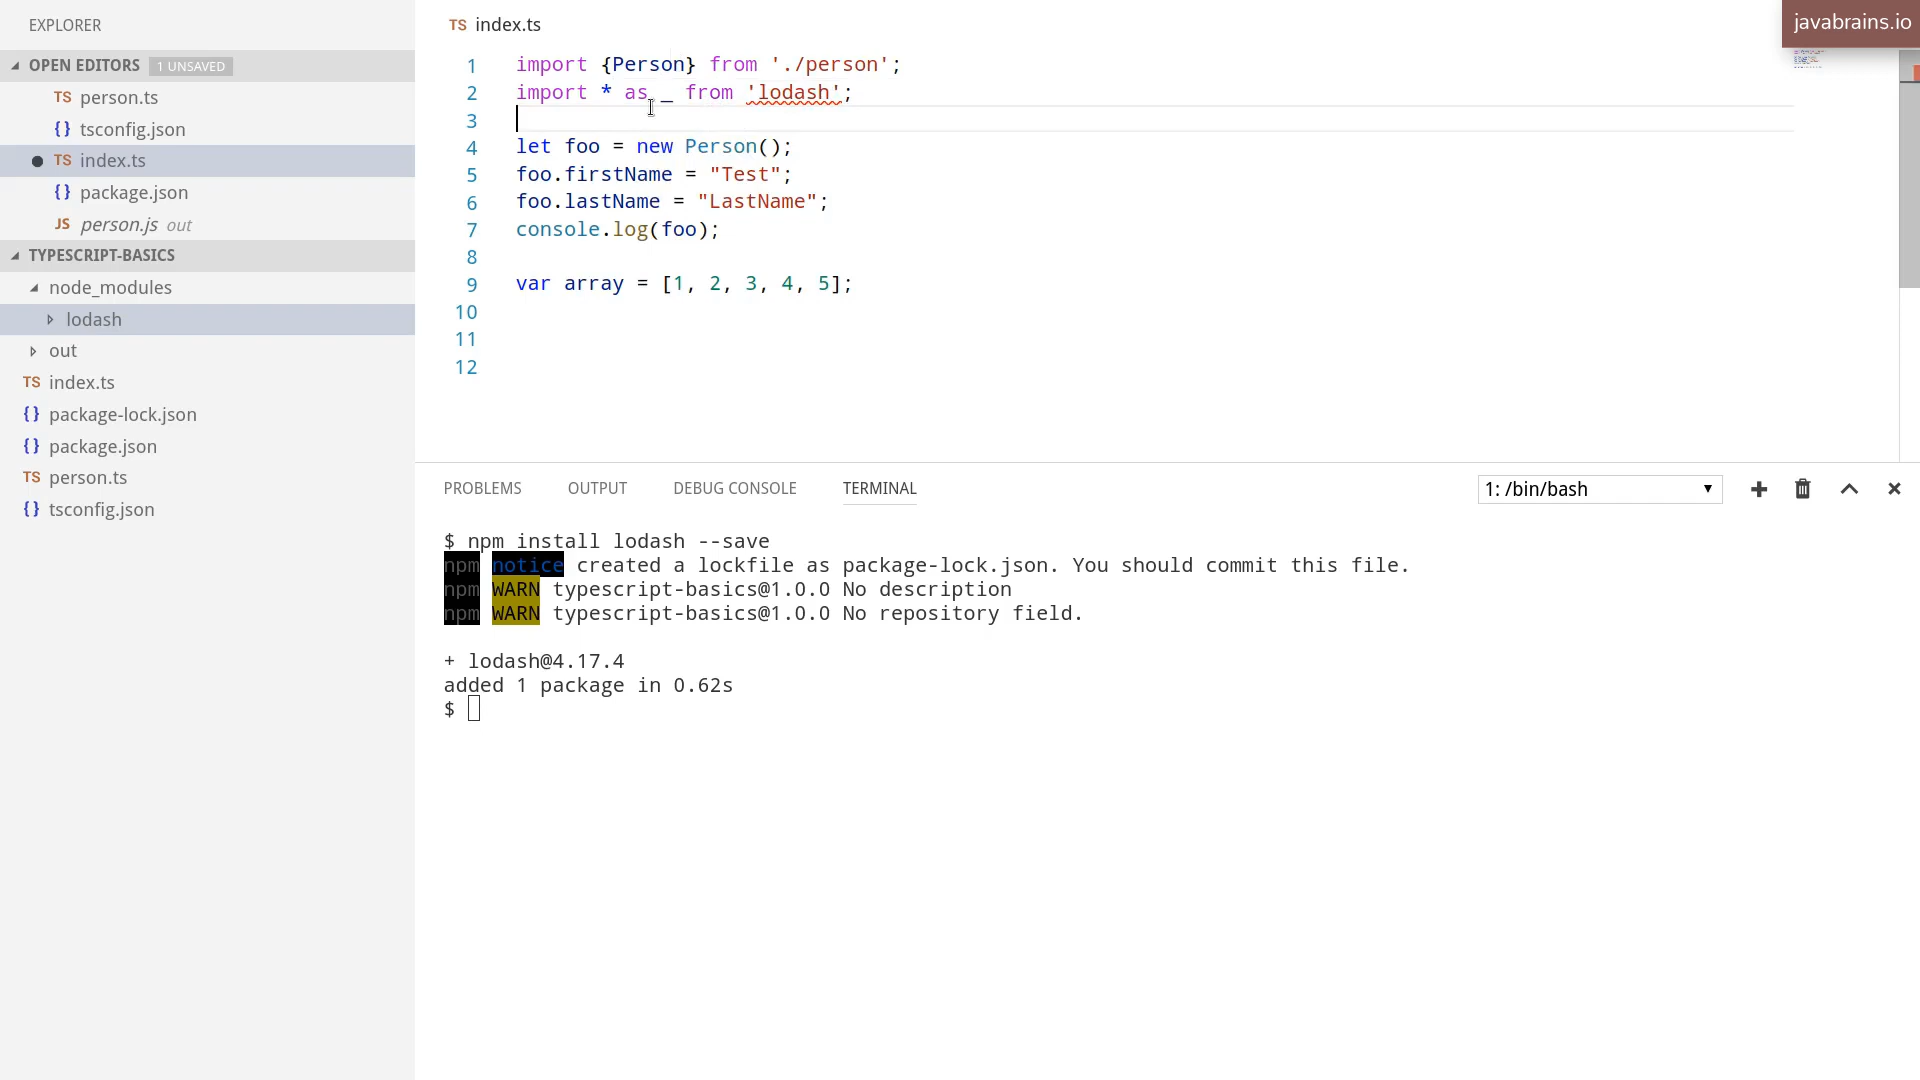 EXPLORER
OPEN EDITORS 1 UNSAVED
TS person.ts
{} tsconfig.json
● TS index.ts
{} package.json
JS person.js out
TYPESCRIPT-BASICS
node_modules
lodash
out
TS index.ts
{} package-lock.json
{} package.json
TS person.ts
{} tsconfig.json
TS index.ts
javabrains.io
1 import {Person} from './person';
2 import * as _ from 'lodash';
3
4 let foo = new Person();
5 foo.firstName = "Test";
6 foo.lastName = "LastName";
7 console.log(foo);
8
9 var array = [1, 2, 3, 4, 5];
10
11
12
PROBLEMS OUTPUT DEBUG CONSOLE TERMINAL 1: /bin/bash
$ npm install lodash --save
npm notice created a lockfile as package-lock.json. You should commit this file.
npm WARN typescript-basics@1.0.0 No description
npm WARN typescript-basics@1.0.0 No repository field.
+ lodash@4.17.4
added 1 package in 0.62s
$